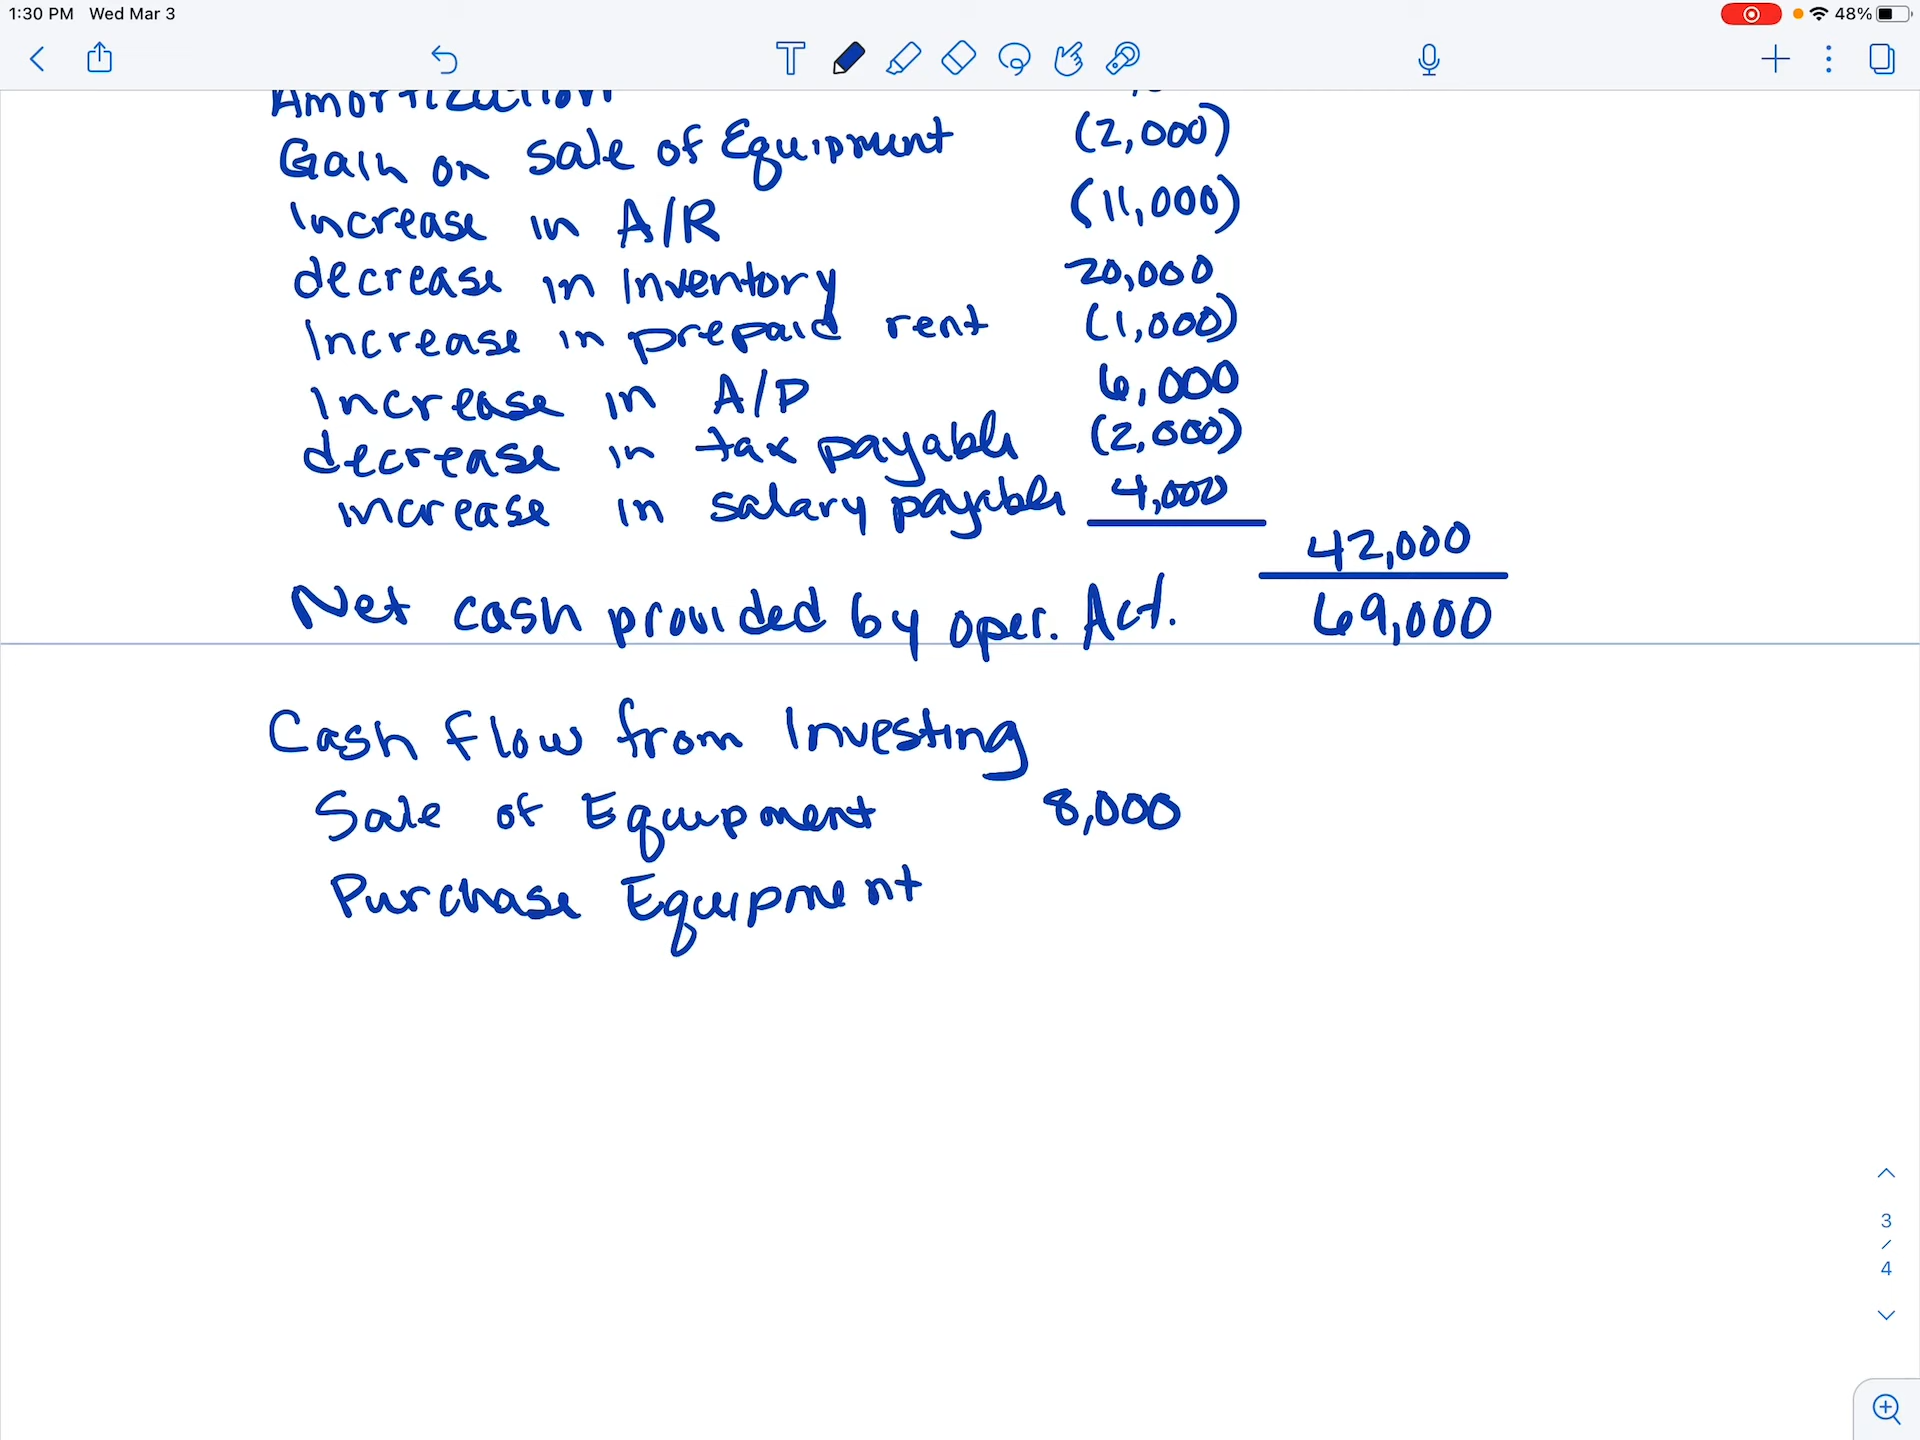 1:30 PM Wed Mar 3 48%
Amortization
Gain on sale of Equipment (2,000)
Increase in A/R (11,000)
decrease in Inventory 20,000
Increase in prepaid rent (1,000)
Increase in A/P 6,000
decrease in tax payable (2,000)
increase in salary payable 4,000
42,000
Net cash provided by oper. Act. 69,000
Cash flow from Investing
Sale of Equipment 8,000
Purchase Equipment
3
/
4